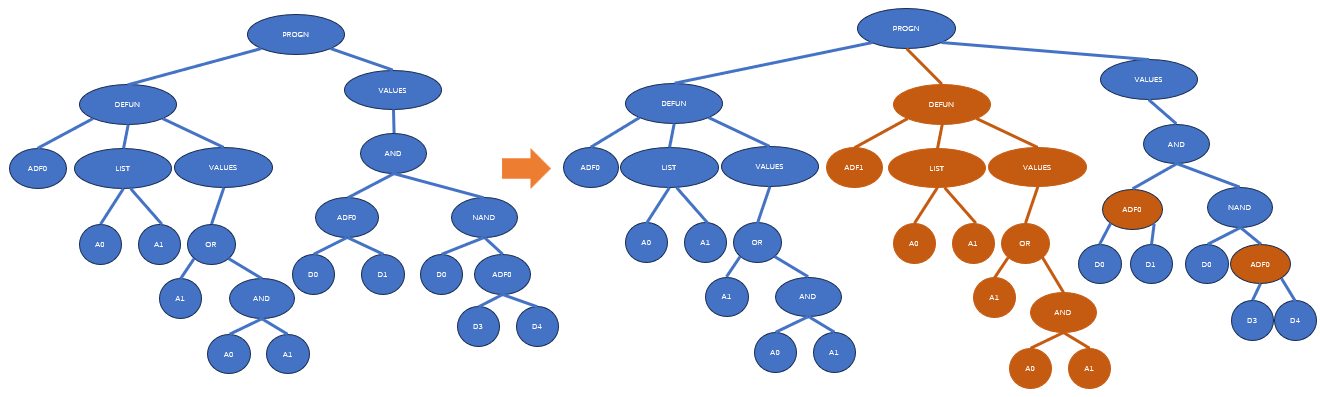 PROGN
VALUES
DEFUN
AND
ADF0
LIST
VALUES
ADF0
NAND
A0
A1
OR
D0
D1
D0
ADF0
A1
AND
D3
D4
A0
A1
PROGN
VALUES
DEFUN
DEFUN
AND
ADF0
LIST
VALUES
ADF1
LIST
VALUES
ADF0
NAND
A0
A1
OR
A0
A1
OR
D0
D1
D0
ADF0
A1
AND
A1
AND
D3
D4
A0
A1
A0
A1